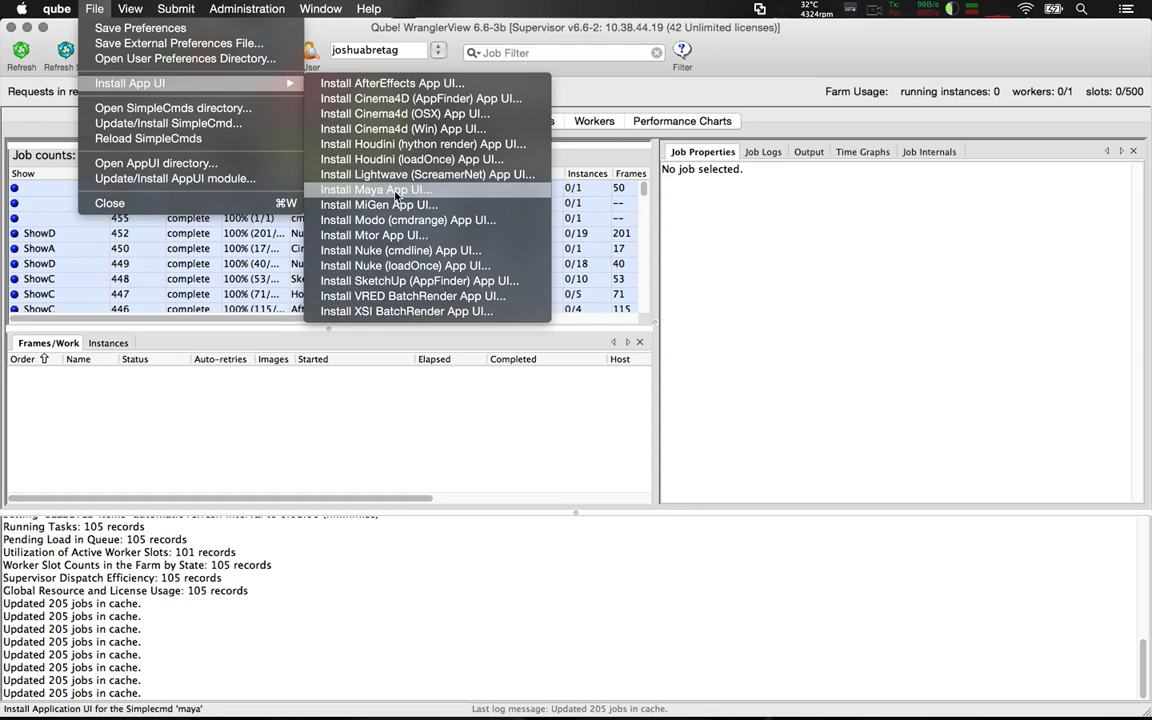 qube File View Submit Administration Window Help 32°C 4324rpm Tx: 99B/s Rx: 86B/s
Qube! WranglerView 6.6-3b [Supervisor v6.6-2: 10.38.44.19 (42 Unlimited licenses)]
Save Preferences
Save External Preferences File...
Open User Preferences Directory...
Install App UI
Open SimpleCmds directory...
Update/Install SimpleCmd...
Reload SimpleCmds
Open AppUI directory...
Update/Install AppUI module...
Close ⌘W
Install AfterEffects App UI...
Install Cinema4D (AppFinder) App UI...
Install Cinema4d (OSX) App UI...
Install Cinema4d (Win) App UI...
Install Houdini (hython render) App UI...
Install Houdini (loadOnce) App UI...
Install Lightwave (ScreamerNet) App UI...
Install Maya App UI...
Install MiGen App UI...
Install Modo (cmdrange) App UI...
Install Mtor App UI...
Install Nuke (cmdline) App UI...
Install Nuke (loadOnce) App UI...
Install SketchUp (AppFinder) App UI...
Install VRED BatchRender App UI...
Install XSI BatchRender App UI...
Refresh Refresh joshuabretag Job Filter Filter
Requests in Farm Usage: running instances: 0 workers: 0/1 slots: 0/500
Workers Performance Charts
Job counts:
Show Instances Frames
0/1 50
0/1 --
455 complete 100% (1/1) 0/1 --
ShowD 452 complete 100% (201/... 0/19 201
ShowA 450 complete 100% (17/... 0/1 17
ShowD 449 complete 100% (40/... 0/18 40
ShowC 448 complete 100% (53/... 0/10 53
ShowC 447 complete 100% (71/... 0/5 71
ShowC 446 complete 100% (115/... 0/4 115
Job Properties Job Logs Output Time Graphs Job Internals
No job selected.
Frames/Work Instances
Order Name Status Auto-retries Images Started Elapsed Completed Host
Running Tasks: 105 records
Pending Load in Queue: 105 records
Utilization of Active Worker Slots: 101 records
Worker Slot Counts in the Farm by State: 105 records
Supervisor Dispatch Efficiency: 105 records
Global Resource and License Usage: 105 records
Updated 205 jobs in cache.
Updated 205 jobs in cache.
Updated 205 jobs in cache.
Updated 205 jobs in cache.
Updated 205 jobs in cache.
Updated 205 jobs in cache.
Updated 205 jobs in cache.
Updated 205 jobs in cache.
Install Application UI for the Simplecmd 'maya' Last log message: Updated 205 jobs in cache.